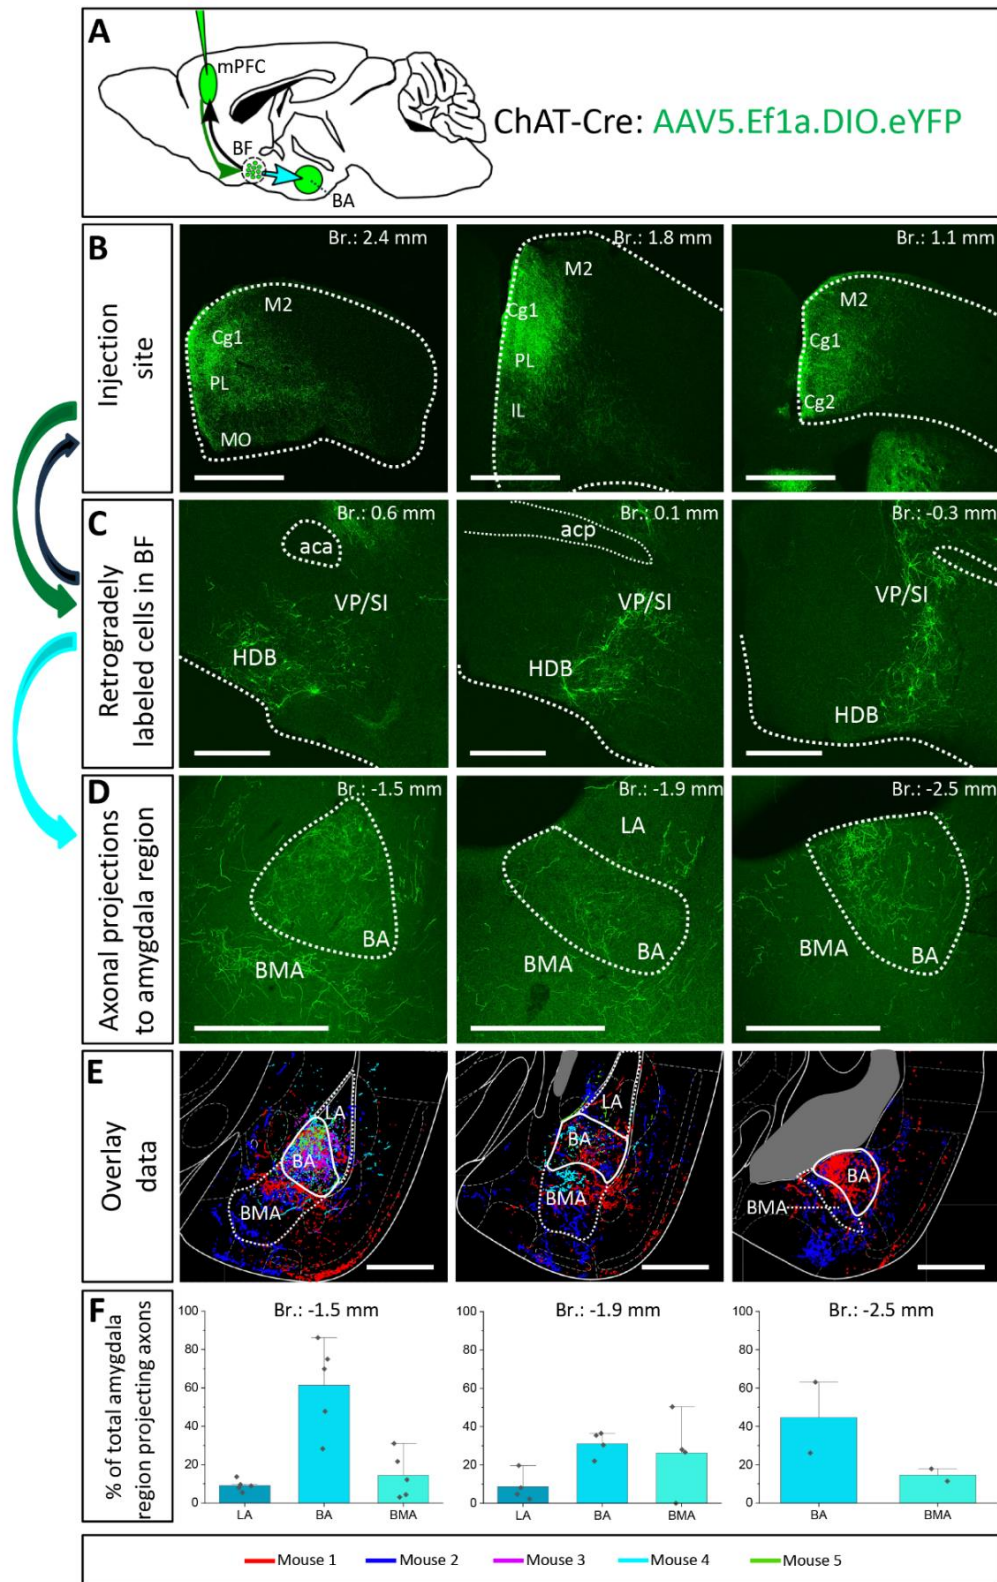 A
mPFC
BF
BA
ChAT-Cre: AAV5.Ef1a.DIO.eYFP
B
Injection
site
Br.: 2.4 mm
M2
Cg1
PL
MO
Br.: 1.8 mm
M2
Cg1
PL
IL
Br.: 1.1 mm
M2
Cg1
Cg2
C
Retrogradely
labeled cells in BF
Br.: 0.6 mm
aca
VP/SI
HDB
Br.: 0.1 mm
acp
VP/SI
HDB
Br.: -0.3 mm
VP/SI
HDB
D
Axonal projections
to amygdala region
Br.: -1.5 mm
BA
BMA
Br.: -1.9 mm
LA
BMA
BA
Br.: -2.5 mm
BMA
BA
E
Overlay
data
LA
BA
BMA
LA
BA
BMA
BA
BMA
F
% of total amygdala
region projecting axons
Br.: -1.5 mm
100
80
60
40
20
0
LA BA BMA
Br.: -1.9 mm
100
80
60
40
20
0
LA BA BMA
Br.: -2.5 mm
100
80
60
40
20
0
BA BMA
Mouse 1 Mouse 2 Mouse 3 Mouse 4 Mouse 5